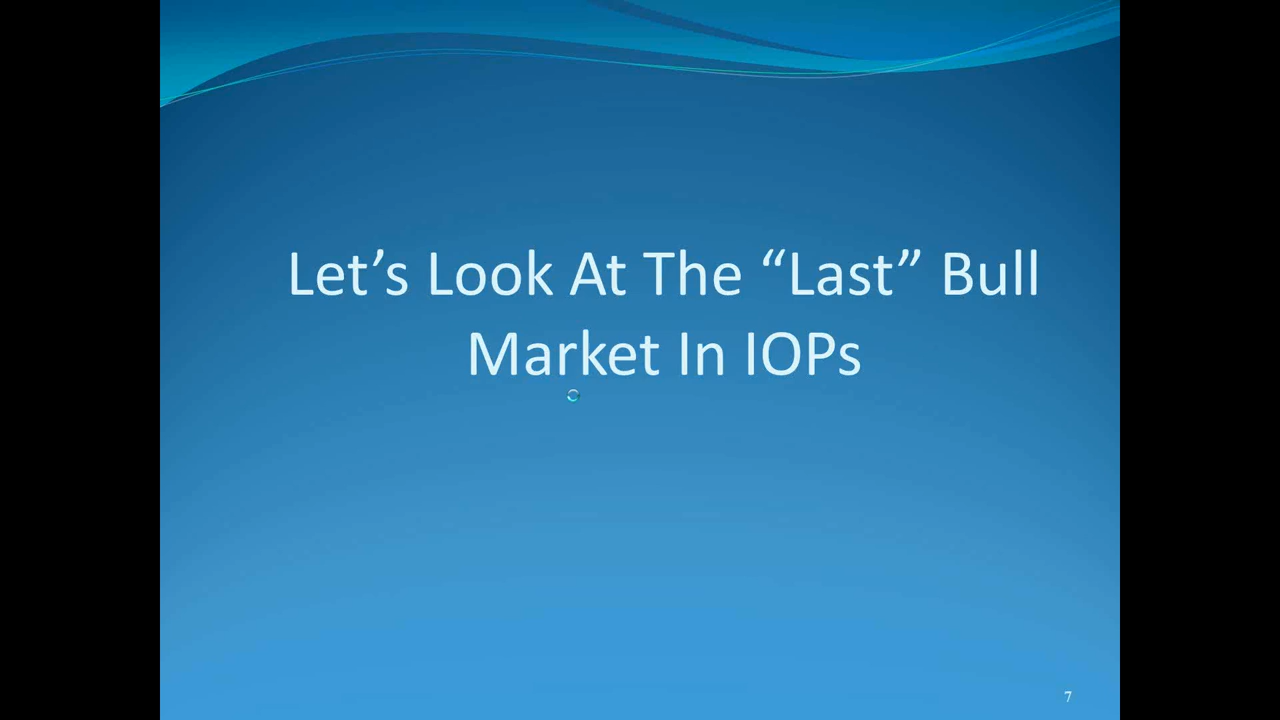 Let’s Look At The “Last” Bull
Market In IOPs
7